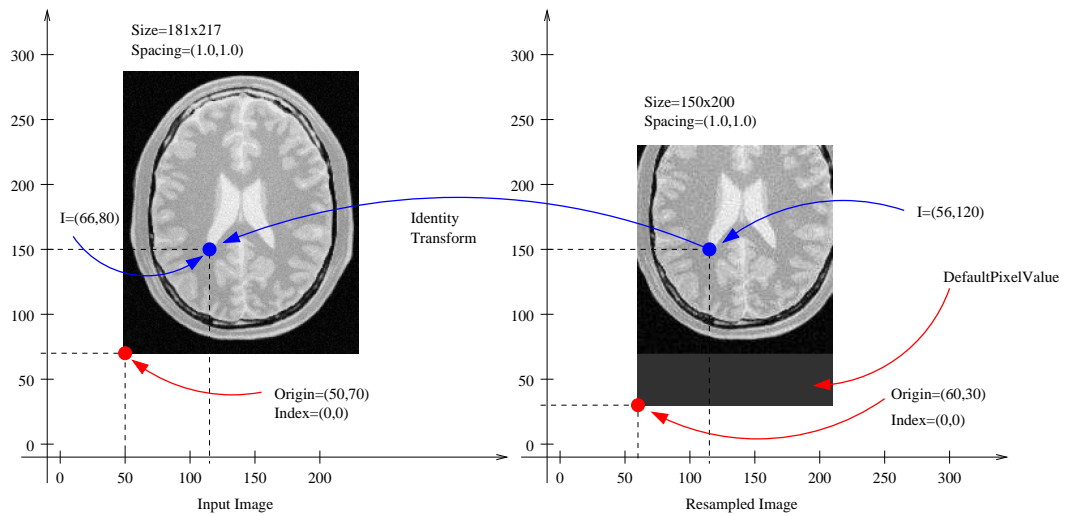 Size=181x217
Spacing=(1.0,1.0)
300
250
200
150
100
50
0
I=(66,80)
Identity
Transform
Origin=(50,70)
Index=(0,0)
0 50 100 150 200
Input Image
Size=150x200
Spacing=(1.0,1.0)
300
250
200
150
100
50
0
I=(56,120)
DefaultPixelValue
Origin=(60,30)
Index=(0,0)
0 50 100 150 200 250 300
Resampled Image